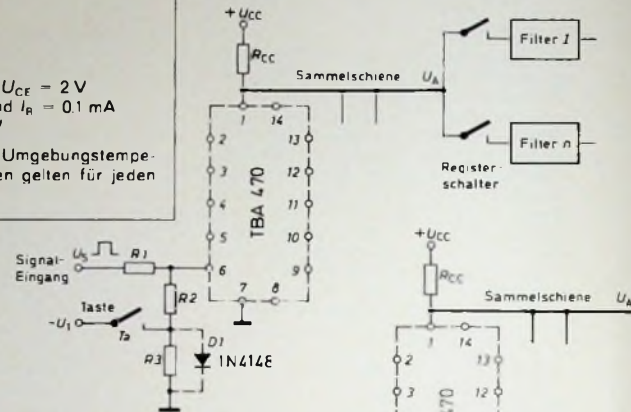 U_CE = 2 V
nd I_R = 0.1 mA
Umgebungstempe-
en gelten für jeden
+U_CC
R_CC
Sammelschiene
U_A
Filter 1
Filter n
Register-
schalter
1 14
2 13
3 12
4 11
5 10
6 9
7 8
TBA 470
Signal-
Eingang
U_S
R1
R2
Taste
-U_1
Ta
R3
D1
1N4148
+U_CC
R_CC
Sammelschiene
U_A
1 14
2 13
3 12
470